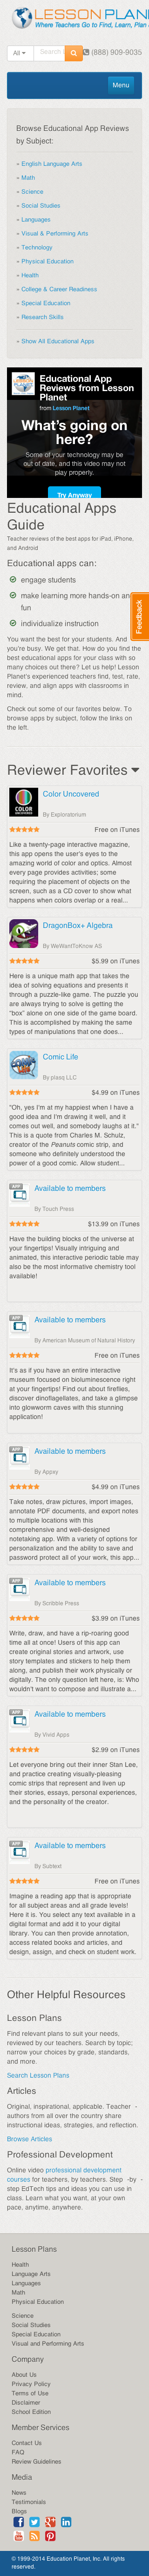 LESSON PLAN
Where Teachers Go to Find, Learn, Plan
All
Search
(888) 909-9035
Menu
Browse Educational App Reviews
by Subject:
» English Language Arts
» Math
» Science
» Social Studies
» Languages
» Visual & Performing Arts
» Technology
» Physical Education
» Health
» College & Career Readiness
» Special Education
» Research Skills
» Show All Educational Apps
Educational App
Reviews from Lesson
Planet
from Lesson Planet
What's going on
here?
Some of your technology may be
out of date, and this video may not
play properly.
Try Anyway
Educational Apps
Guide
Teacher reviews of the best apps for iPad, iPhone,
and Android
Feedback
Educational apps can:
engage students
make learning more hands-on and
fun
individualize instruction
You want the best for your students. And
you're busy. We get that. How do you find the
best educational apps for your class without
having to do hours of research or buying
each one out there? Let us help! Lesson
Planet's experienced teachers find, test, rate,
review, and align apps with classrooms in
mind.
Check out some of our favorites below. To
browse apps by subject, follow the links on
the left.
Reviewer Favorites
Color Uncovered
By Exploratorium
Free on iTunes
Like a twenty-page interactive magazine,
this app opens the user's eyes to the
amazing world of color and optics. Almost
every page provides activities; some
requiring the placement of objects on the
screen, such as a CD cover to show what
happens when colors overlap or a real...
DragonBox+ Algebra
By WeWantToKnow AS
$5.99 on iTunes
Here is a unique math app that takes the
idea of solving equations and presents it
through a puzzle-like game. The puzzle you
always trying to do is to get what is in the
"box" alone on one side of the game board.
This is accomplished by making the same
types of transformations that one does...
Comic Life
By plasq LLC
$4.99 on iTunes
"Oh, yes I'm at my happiest when I hand a
drawing in that I know is a good one, when it
comes out well, and somebody laughs at it."
This is a quote from Charles M. Schulz,
creator of the Peanuts comic strip, and
someone who definitely understands the
power of a good comic. Allow student...
APP
Available to members
By Touch Press
$13.99 on iTunes
Have the building blocks of the universe at
your fingertips! Visually intriguing and
animated, this interactive periodic table may
also be the most informative and instructive
tool available!
APP
Available to members
By American Museum of Natural History
Free on iTunes
It's as if you have an entire interactive
museum focused on bioluminescence right
at your fingertips! Find out about fireflies,
discover dinoflagellates, and take a glimpse
into glowing worm caves with this stunning
application!
APP
Available to members
By Appxy
$4.99 on iTunes
Take notes, draw pictures, import images,
annotate PDF documents, and export notes
to multiple locations with this
comprehensive and well-designed
notetaking app. With a variety of options for
personalization and the ability to save and
password protect all of your work, this app...
APP
Available to members
By Scribble Press
$3.99 on iTunes
Write, draw, and have a rip-roaring good
time all at once! Users of this app can
create original stories and artwork, use
story templates and stickers to help them
along, and publish their work physically or
digitally. The only question left here, is: Who
wouldn't want to compose and illustrate a...
APP
Available to members
By Vivid Apps
$2.99 on iTunes
Let everyone bring out their inner Stan Lee,
and practice creating visually-pleasing
comic strips that represent and liven up
their stories, essays, personal experiences,
and personality of the creator.
APP
Available to members
By Subtext
Free on iTunes
Imagine a reading app that is appropriate
for all subject areas and all grade levels!
Here it is. You select any text available in a
digital format and add it to your digital
library. You can then provide annotation,
access related books and articles, and
design, assign, and check on student work.
Other Helpful Resources
Lesson Plans
Find relevant plans to suit your needs,
reviewed by our teachers. Search by topic;
narrow your choices by grade, standards,
and more.
Search Lesson Plans
Articles
Original, inspirational, applicable. Teacher -
authors from all over the country share
instructional ideas, strategies, and reflection.
Browse Articles
Professional Development
Online video professional development
courses for teachers, by teachers. Step -by -
step EdTech tips and ideas you can use in
class. Learn what you want, at your own
pace, anytime, anywhere.
Lesson Plans
Health
Language Arts
Languages
Math
Physical Education
Science
Social Studies
Special Education
Visual and Performing Arts
Company
About Us
Privacy Policy
Terms of Use
Disclaimer
School Edition
Member Services
Contact Us
FAQ
Review Guidelines
Media
News
Testimonials
Blogs
© 1999-2014 Education Planet, Inc. All rights
reserved.